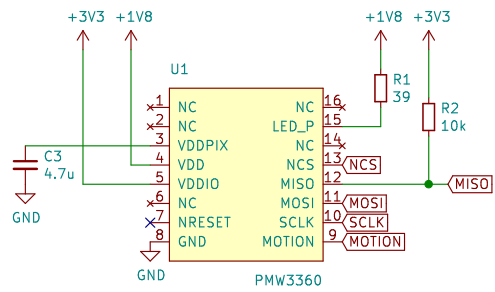 +3V3 +1V8 +1V8 +3V3
U1
R1
39
R2
10k
1 NC NC 16
2 NC LED_P 15
3 VDDPIX NC 14
4 VDD NCS 13 NCS
5 VDDIO MISO 12 MISO
6 NC MOSI 11 MOSI
7 NRESET SCLK 10 SCLK
8 GND MOTION 9 MOTION
C3
4.7u
GND
GND
PMW3360